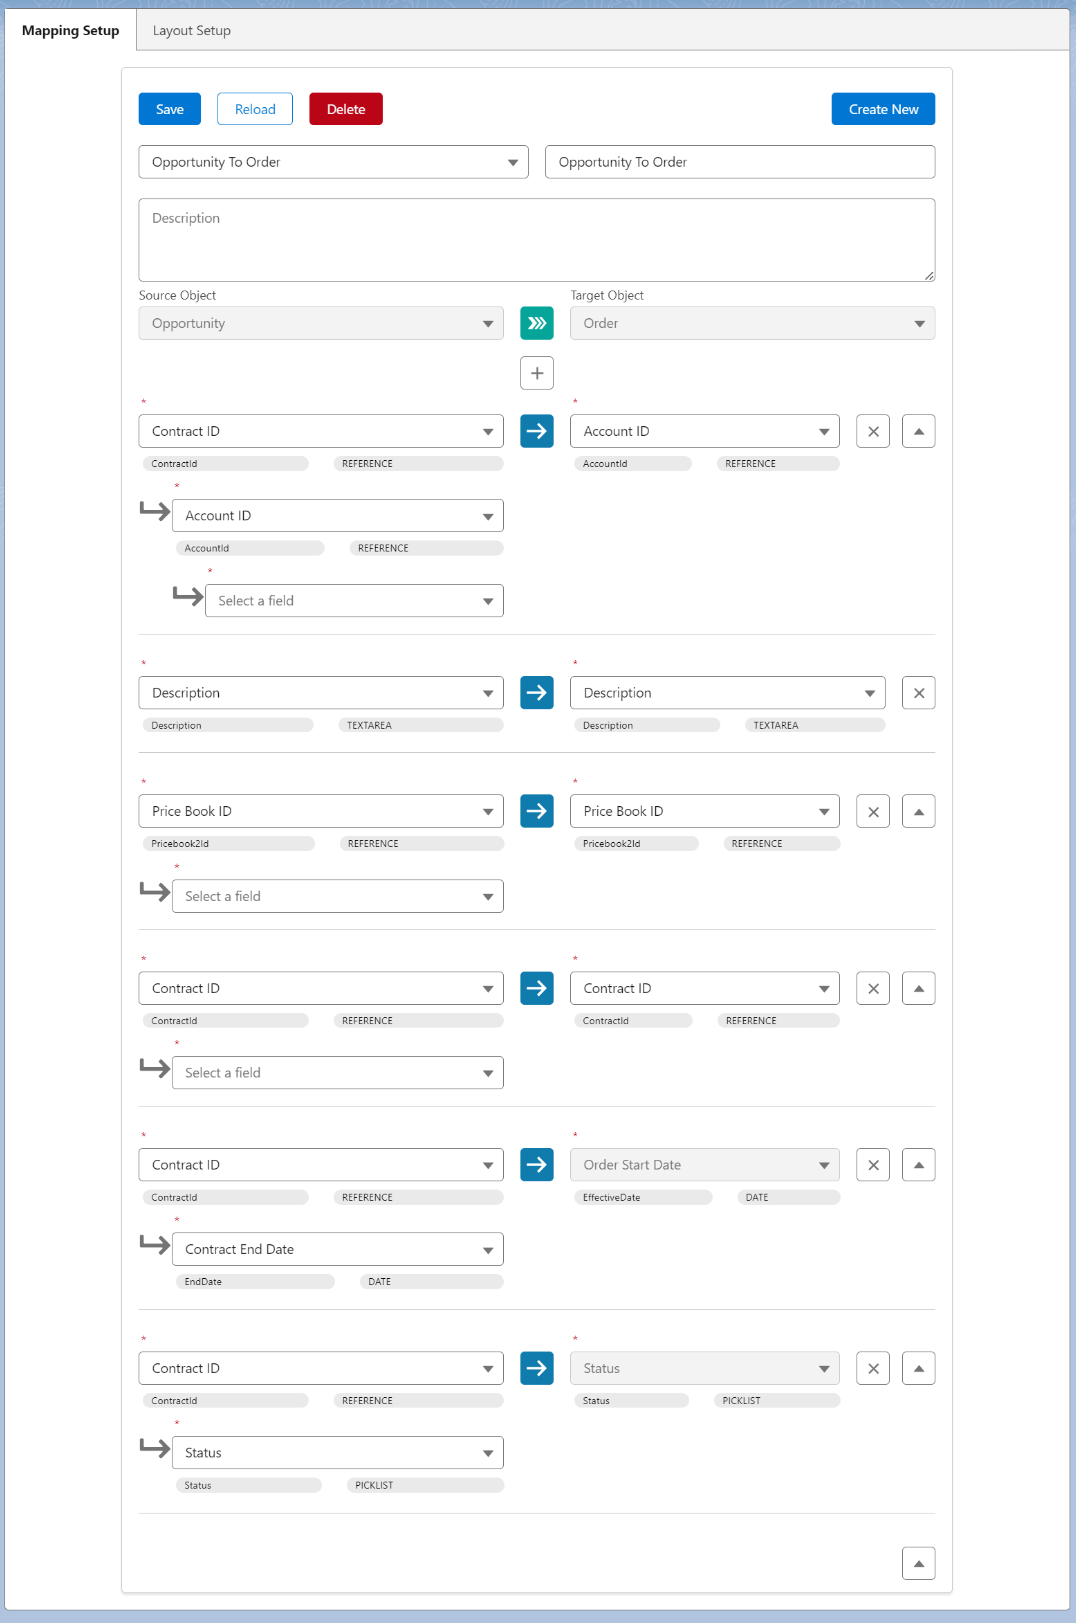 Mapping Setup Layout Setup
Save Reload Delete Create New
Opportunity To Order Opportunity To Order
Description
Source Object Target Object
Opportunity Order
* *
Contract ID Account ID
ContractId REFERENCE AccountId REFERENCE
*
Account ID
AccountId REFERENCE
*
Select a field
* *
Description Description
Description TEXTAREA Description TEXTAREA
* *
Price Book ID Price Book ID
Pricebook2Id REFERENCE Pricebook2Id REFERENCE
*
Select a field
* *
Contract ID Contract ID
ContractId REFERENCE ContractId REFERENCE
*
Select a field
* *
Contract ID Order Start Date
ContractId REFERENCE EffectiveDate DATE
*
Contract End Date
EndDate DATE
* *
Contract ID Status
ContractId REFERENCE Status PICKLIST
*
Status
Status PICKLIST